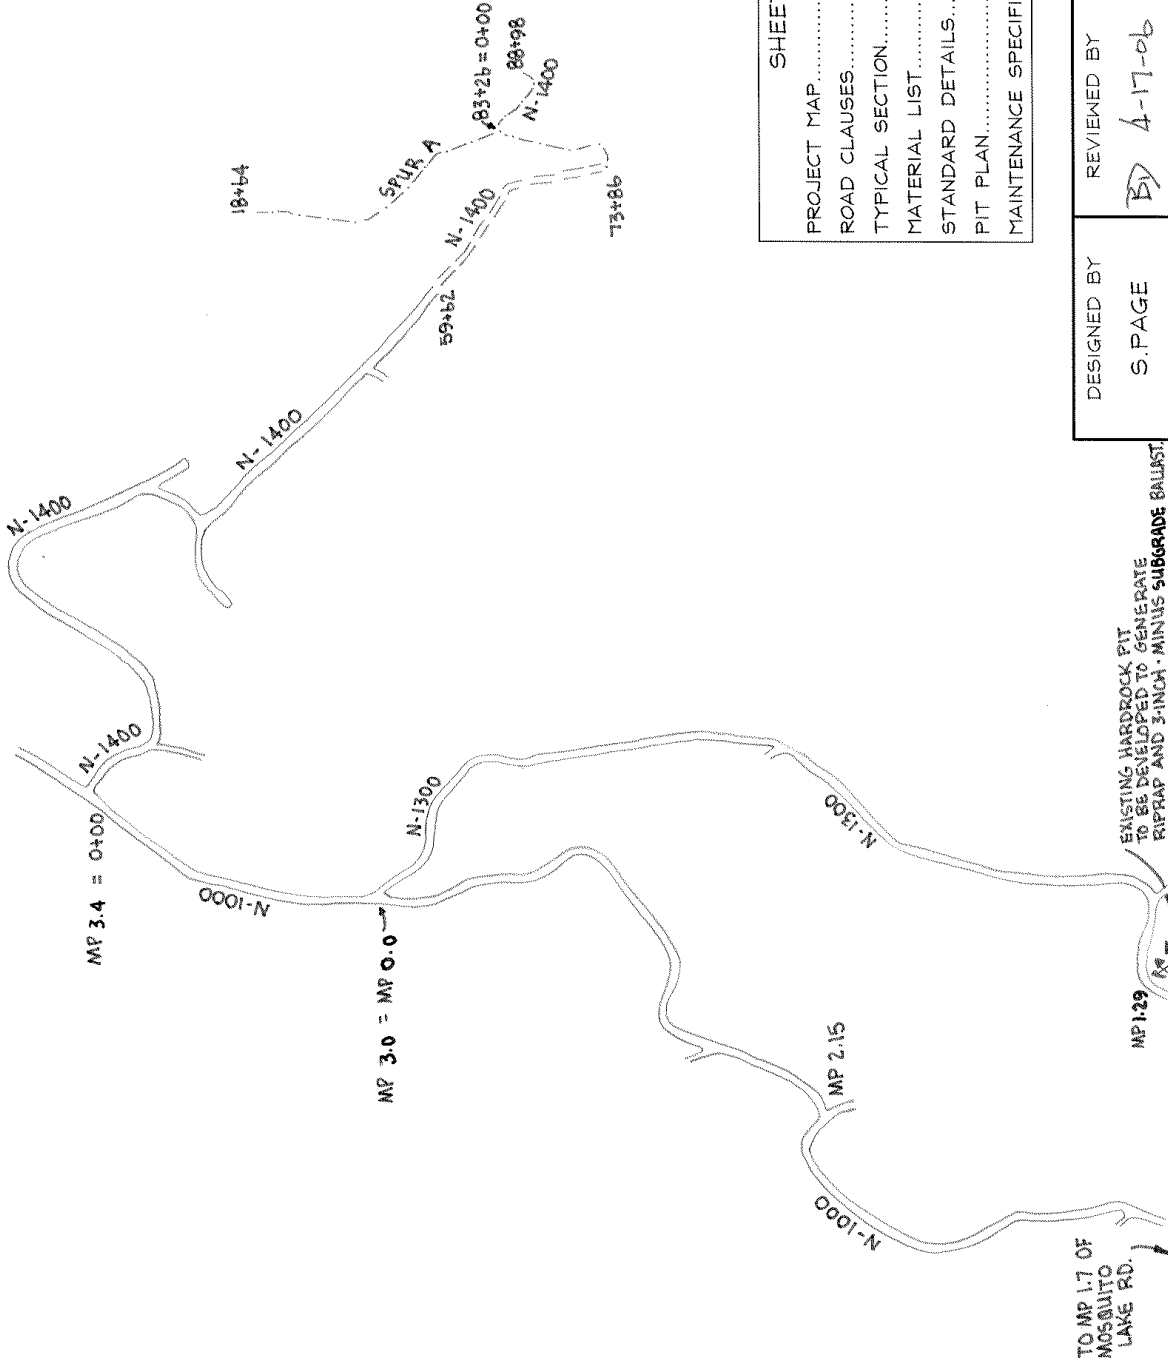 MP 3.4 = 0+00
N-1400
N-1400
N-1400
N-1000
MP 3.0 = MP 0.0
N-1300
N-1300
MP 2.15
N-1000
TO MP 1.7 OF
MOSQUITO
LAKE RD.
MP 1.29
EXISTING HARDROCK PIT
TO BE DEVELOPED TO GENERATE
RIPRAP AND 3-INCH-MINUS SUBGRADE BALLAST.
59+62
N-1400
73+86
18+64
SPUR A
83+26 = 0+00
88+98
N-1400
SHEET
PROJECT MAP
ROAD CLAUSES
TYPICAL SECTION
MATERIAL LIST
STANDARD DETAILS
PIT PLAN
MAINTENANCE SPECIFI
DESIGNED BY
S.PAGE
REVIEWED BY
BD 4-17-06